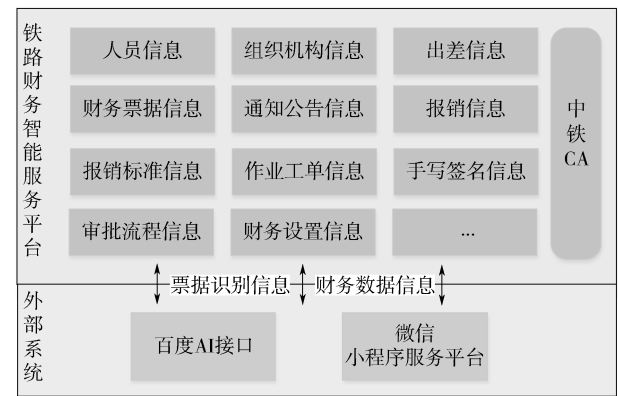 铁路财务智能服务平台
人员信息
组织机构信息
出差信息
财务票据信息
通知公告信息
报销信息
报销标准信息
作业工单信息
手写签名信息
审批流程信息
财务设置信息
...
中铁
CA
票据识别信息
财务数据信息
外部系统
百度AI接口
微信
小程序服务平台